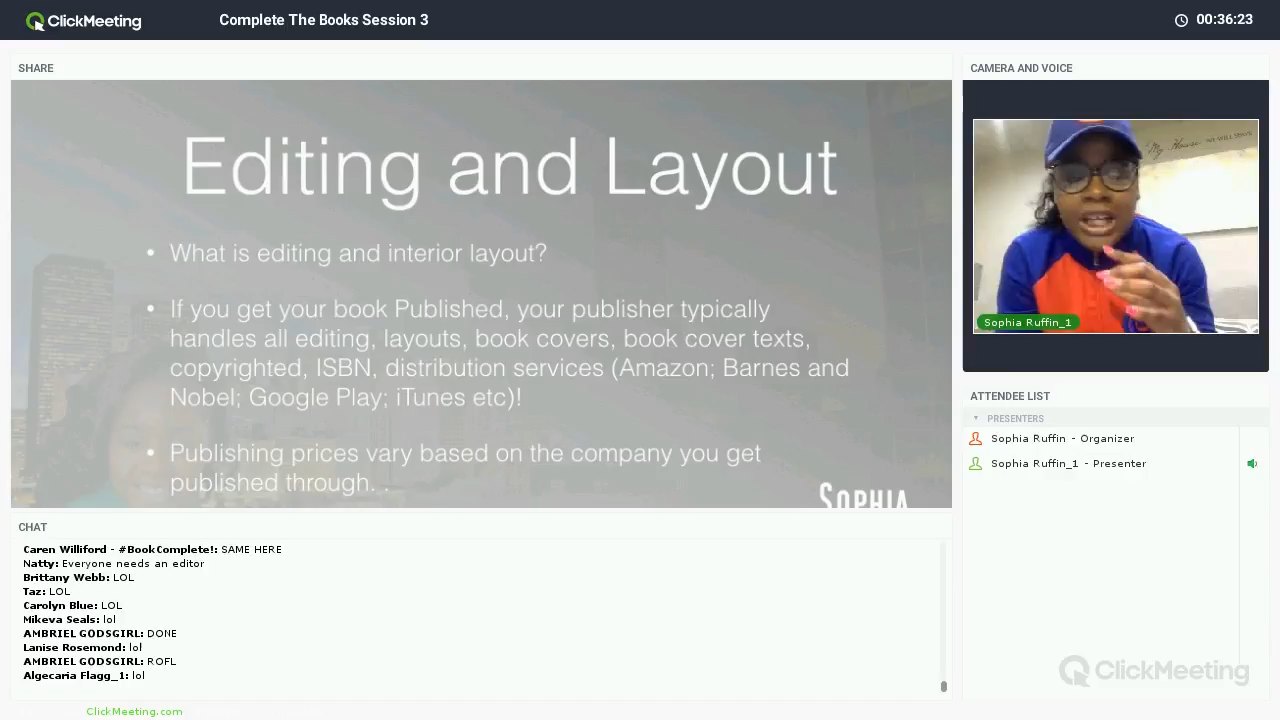 ClickMeeting
Complete The Books Session 3
00:36:23
SHARE
Editing and Layout
• What is editing and interior layout?
• If you get your book Published, your publisher typically
handles all editing, layouts, book covers, book cover texts,
copyrighted, ISBN, distribution services (Amazon; Barnes and
Nobel; Google Play; iTunes etc)!
• Publishing prices vary based on the company you get
published through. .
SOPHIA
CAMERA AND VOICE
My House
Sophia Ruffin_1
ATTENDEE LIST
PRESENTERS
Sophia Ruffin - Organizer
Sophia Ruffin_1 - Presenter
CHAT
Caren Williford - #BookComplete!: SAME HERE
Natty: Everyone needs an editor
Brittany Webb: LOL
Taz: LOL
Carolyn Blue: LOL
Mikeva Seals: lol
AMBRIEL GODSGIRL: DONE
Lanise Rosemond: lol
AMBRIEL GODSGIRL: ROFL
Algecaria Flagg_1: lol
ClickMeeting
ClickMeeting.com